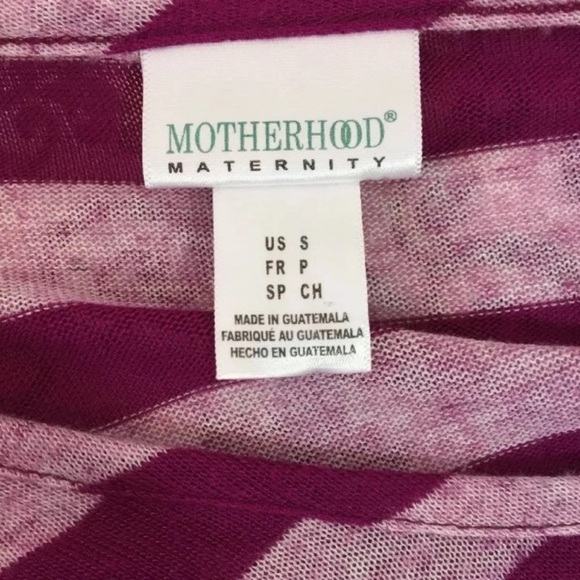 MOTHERHOOD®
MATERNITY
US S
FR P
SP CH
MADE IN GUATEMALA
FABRIQUÉ AU GUATEMALA
HECHO EN GUATEMALA